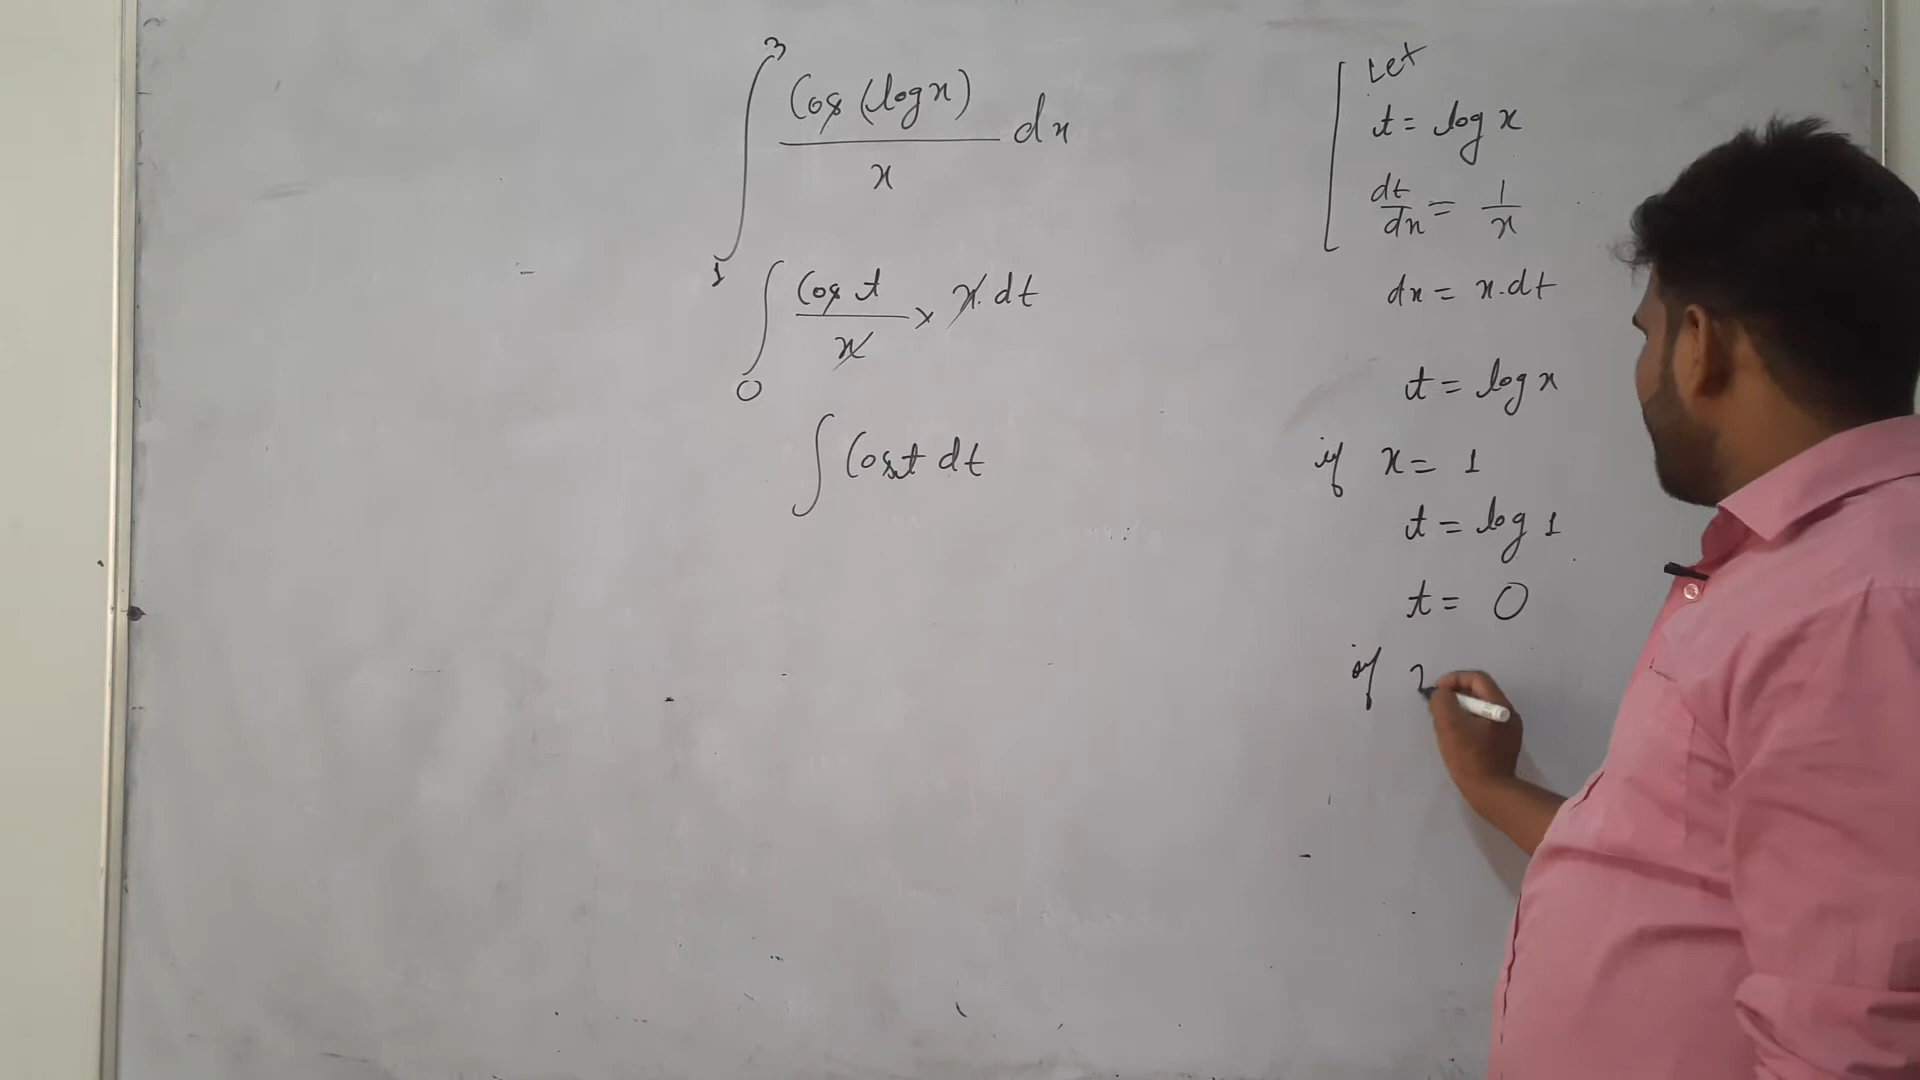 ∫₁³ Cos(log x)/x dx
∫₀ Cos t/x × x. dt
∫ Cos t dt
Let
t = log x
dt/dx = 1/x
dx = x.dt
t = log x
if x = 1
t = log 1
t = 0
if